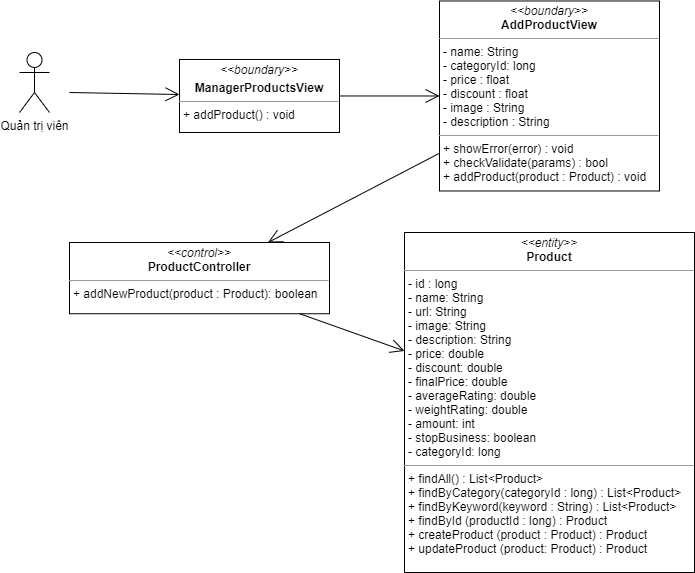 Quản trị viên
<<boundary>>
ManagerProductsView
+ addProduct() : void
<<boundary>>
AddProductView
- name: String
- categoryId: long
- price : float
- discount : float
- image : String
- description : String
+ showError(error) : void
+ checkValidate(params) : bool
+ addProduct(product : Product) : void
<<control>>
ProductController
+ addNewProduct(product : Product): boolean
<<entity>>
Product
- id : long
- name: String
- url: String
- image: String
- description: String
- price: double
- discount: double
- finalPrice: double
- averageRating: double
- weightRating: double
- amount: int
- stopBusiness: boolean
- categoryId: long
+ findAll() : List<Product>
+ findByCategory(categoryId : long) : List<Product>
+ findByKeyword(keyword : String) : List<Product>
+ findById (productId : long) : Product
+ createProduct (product : Product) : Product
+ updateProduct (product: Product) : Product